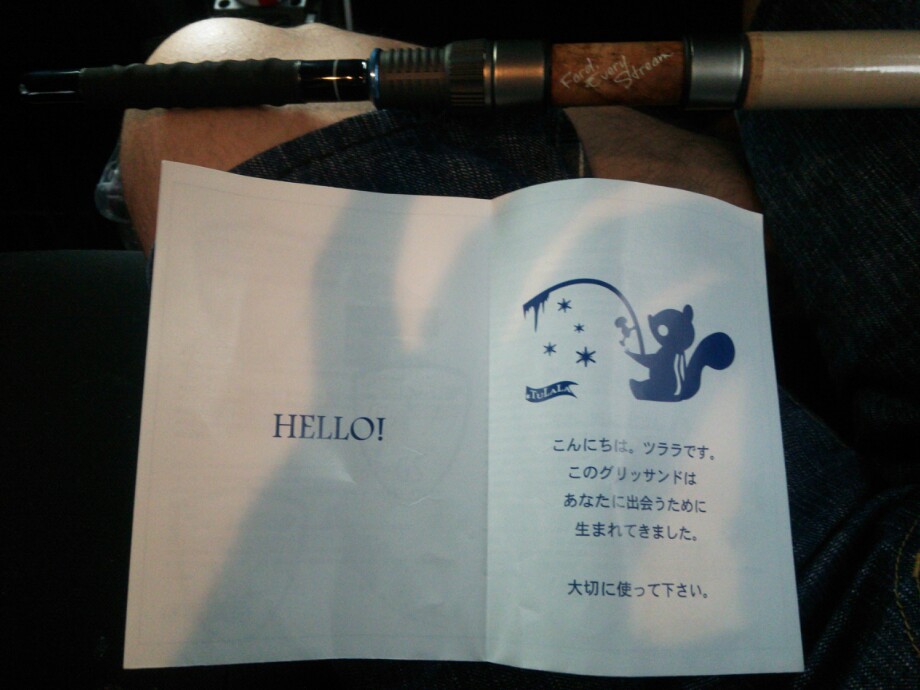 Ford
Every
Stream
HELLO!
TULALA
こんにちは。ツララです。
このグリッサンドは
あなたに出会うために
生まれてきました。
大切に使って下さい。